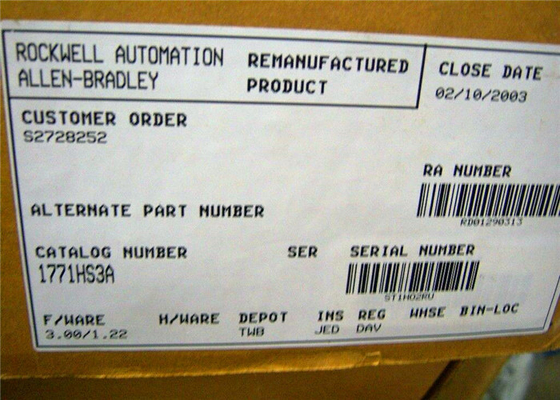 ROCKWELL AUTOMATION
ALLEN-BRADLEY
REMANUFACTURED
PRODUCT
CLOSE DATE
02/10/2003
CUSTOMER ORDER
S2728252
RA NUMBER
RD01290313
ALTERNATE PART NUMBER
CATALOG NUMBER SER SERIAL NUMBER
1771HS3A
ST1H02RU
F/WARE H/WARE DEPOT INS REG WHSE BIN-LOC
3.00/1.22 TWB JED DAV